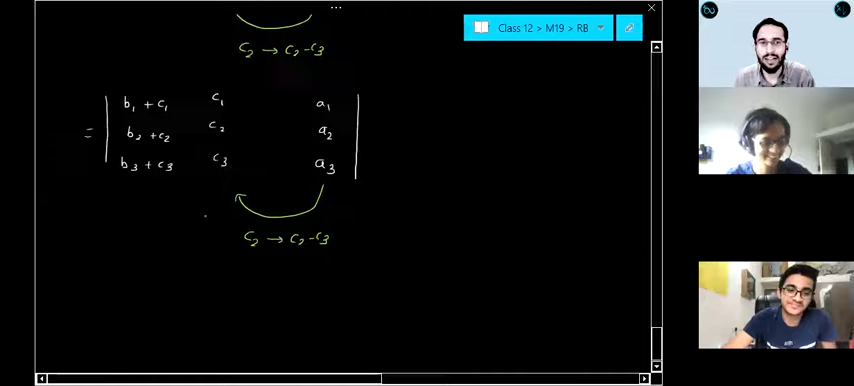 ...
Class 12 > M19 > RB
C₂ → C₂-C₃
= | b₁ + c₁ c₁ a₁ |
b₂ + c₂ c₂ a₂
b₃ + c₃ c₃ a₃
C₂ → C₂-C₃